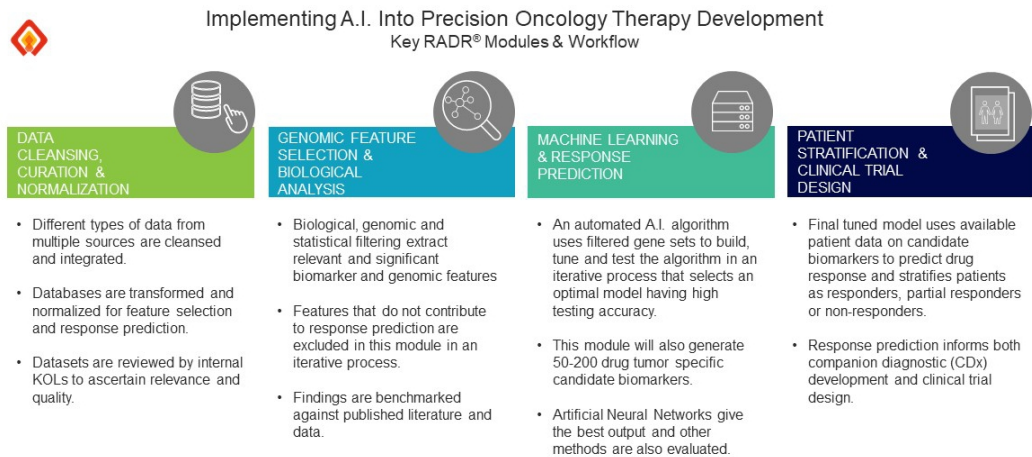 Implementing A.I. Into Precision Oncology Therapy Development
Key RADR® Modules & Workflow
DATA
CLEANSING,
CURATION &
NORMALIZATION
• Different types of data from
multiple sources are cleansed
and integrated.
• Databases are transformed and
normalized for feature selection
and response prediction.
• Datasets are reviewed by internal
KOLs to ascertain relevance and
quality.
GENOMIC FEATURE
SELECTION &
BIOLOGICAL
ANALYSIS
• Biological, genomic and
statistical filtering extract
relevant and significant
biomarker and genomic features
• Features that do not contribute
to response prediction are
excluded in this module in an
iterative process.
• Findings are benchmarked
against published literature and
data.
MACHINE LEARNING
& RESPONSE
PREDICTION
• An automated A.I. algorithm
uses filtered gene sets to build,
tune and test the algorithm in an
iterative process that selects an
optimal model having high
testing accuracy.
• This module will also generate
50-200 drug tumor specific
candidate biomarkers.
• Artificial Neural Networks give
the best output and other
methods are also evaluated.
PATIENT
STRATIFICATION &
CLINICAL TRIAL
DESIGN
• Final tuned model uses available
patient data on candidate
biomarkers to predict drug
response and stratifies patients
as responders, partial responders
or non-responders.
• Response prediction informs both
companion diagnostic (CDx)
development and clinical trial
design.